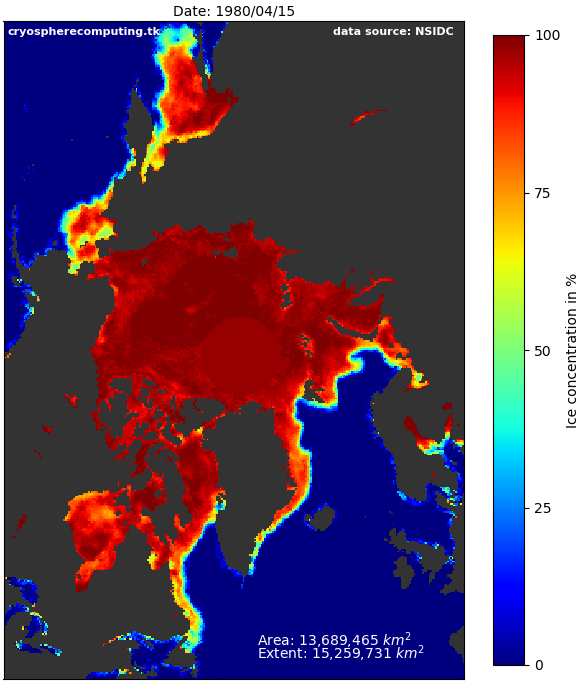 Date: 1980/04/15
cryospherecomputing.tk
data source: NSIDC
100
75
50
25
0
Ice concentration in %
Area: 13,689,465 km²
Extent: 15,259,731 km²